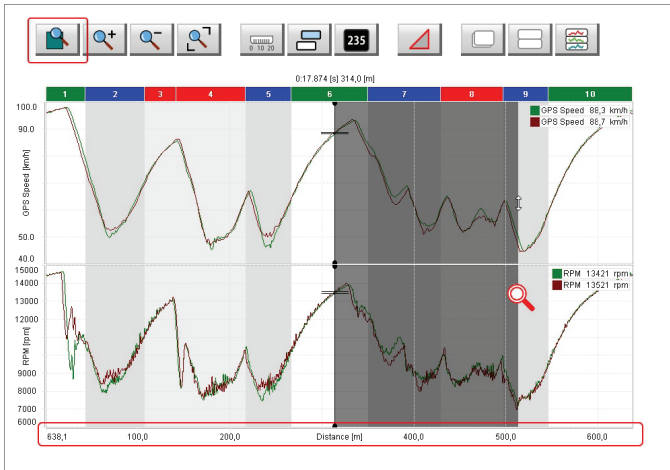 0 10 20
235
0:17.874 [s] 314,0 [m]
1 2 3 4 5 6 7 8 9 10
100.0
90.0
50.0
40.0
GPS Speed [km/h]
GPS Speed 88,3 km/h
GPS Speed 88,7 km/h
15000
14000
13000
12000
10000
9000
8000
7000
6000
RPM [rpm]
RPM 13421 rpm
RPM 13521 rpm
638,1 100,0 200,0 Distance [m] 400,0 500,0 600,0